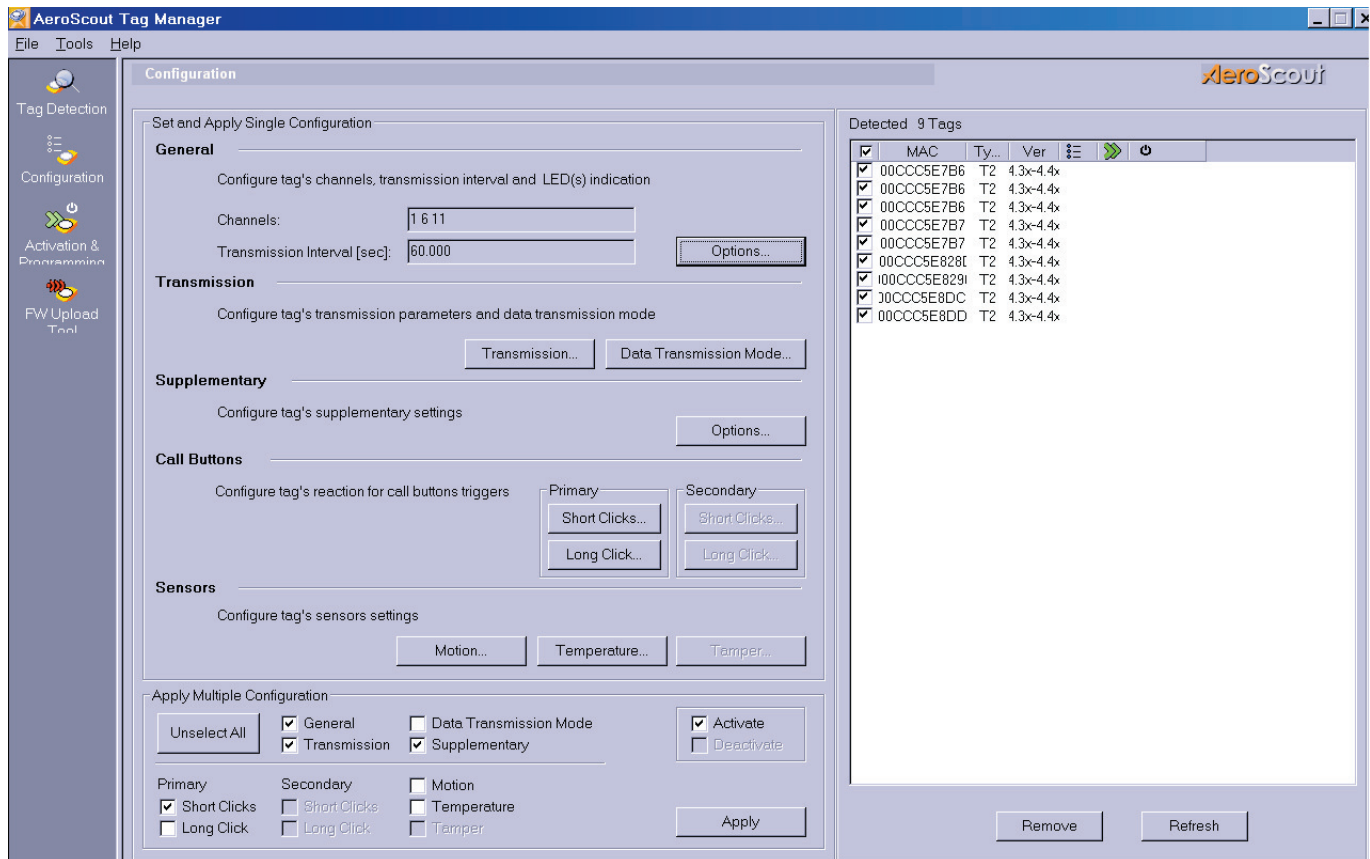 AeroScout Tag Manager
File Tools Help
Configuration
AeroScout
Tag Detection
Configuration
Activation &
Programming
FW Upload
Tool
Set and Apply Single Configuration
General
Configure tag's channels, transmission interval and LED(s) indication
Channels: 1 6 11
Transmission Interval [sec]: 60.000 Options...
Transmission
Configure tag's transmission parameters and data transmission mode
Transmission... Data Transmission Mode...
Supplementary
Configure tag's supplementary settings
Options...
Call Buttons
Configure tag's reaction for call buttons triggers
Primary Secondary
Short Clicks... Short Clicks...
Long Click... Long Click...
Sensors
Configure tag's sensors settings
Motion... Temperature... Tamper...
Apply Multiple Configuration
Unselect All
General Data Transmission Mode Activate
Transmission Supplementary Deactivate
Primary Secondary Motion
Short Clicks Short Clicks Temperature
Long Click Long Click Tamper
Apply
Detected 9 Tags
MAC Ty... Ver
00CCC5E7B6 T2 4.3x-4.4x
00CCC5E7B6 T2 4.3x-4.4x
00CCC5E7B6 T2 4.3x-4.4x
00CCC5E7B7 T2 4.3x-4.4x
00CCC5E7B7 T2 4.3x-4.4x
00CCC5E828 T2 4.3x-4.4x
00CCC5E829 T2 4.3x-4.4x
00CCC5E8DC T2 4.3x-4.4x
00CCC5E8DD T2 4.3x-4.4x
Remove Refresh